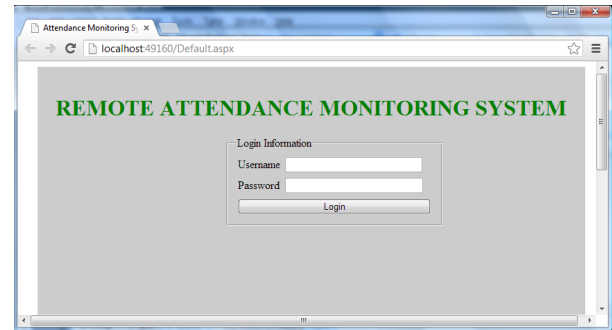 Attendance Monitoring Sy
localhost:49160/Default.aspx
REMOTE ATTENDANCE MONITORING SYSTEM
Login Information
Username
Password
Login